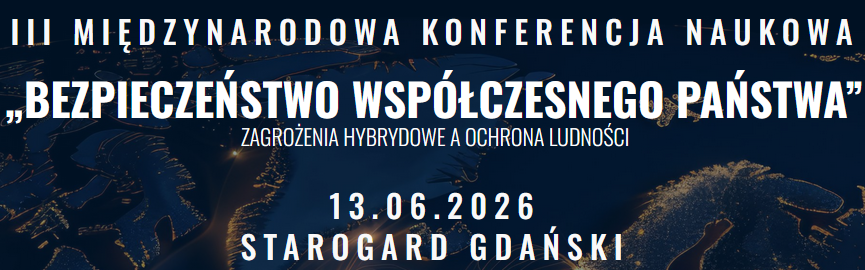 III MIĘDZYNARODOWA KONFERENCJA NAUKOWA
„BEZPIECZEŃSTWO WSPÓŁCZESNEGO PAŃSTWA”
ZAGROŻENIA HYBRYDOWE A OCHRONA LUDNOŚCI
13.06.2026
STAROGARD GDAŃSKI